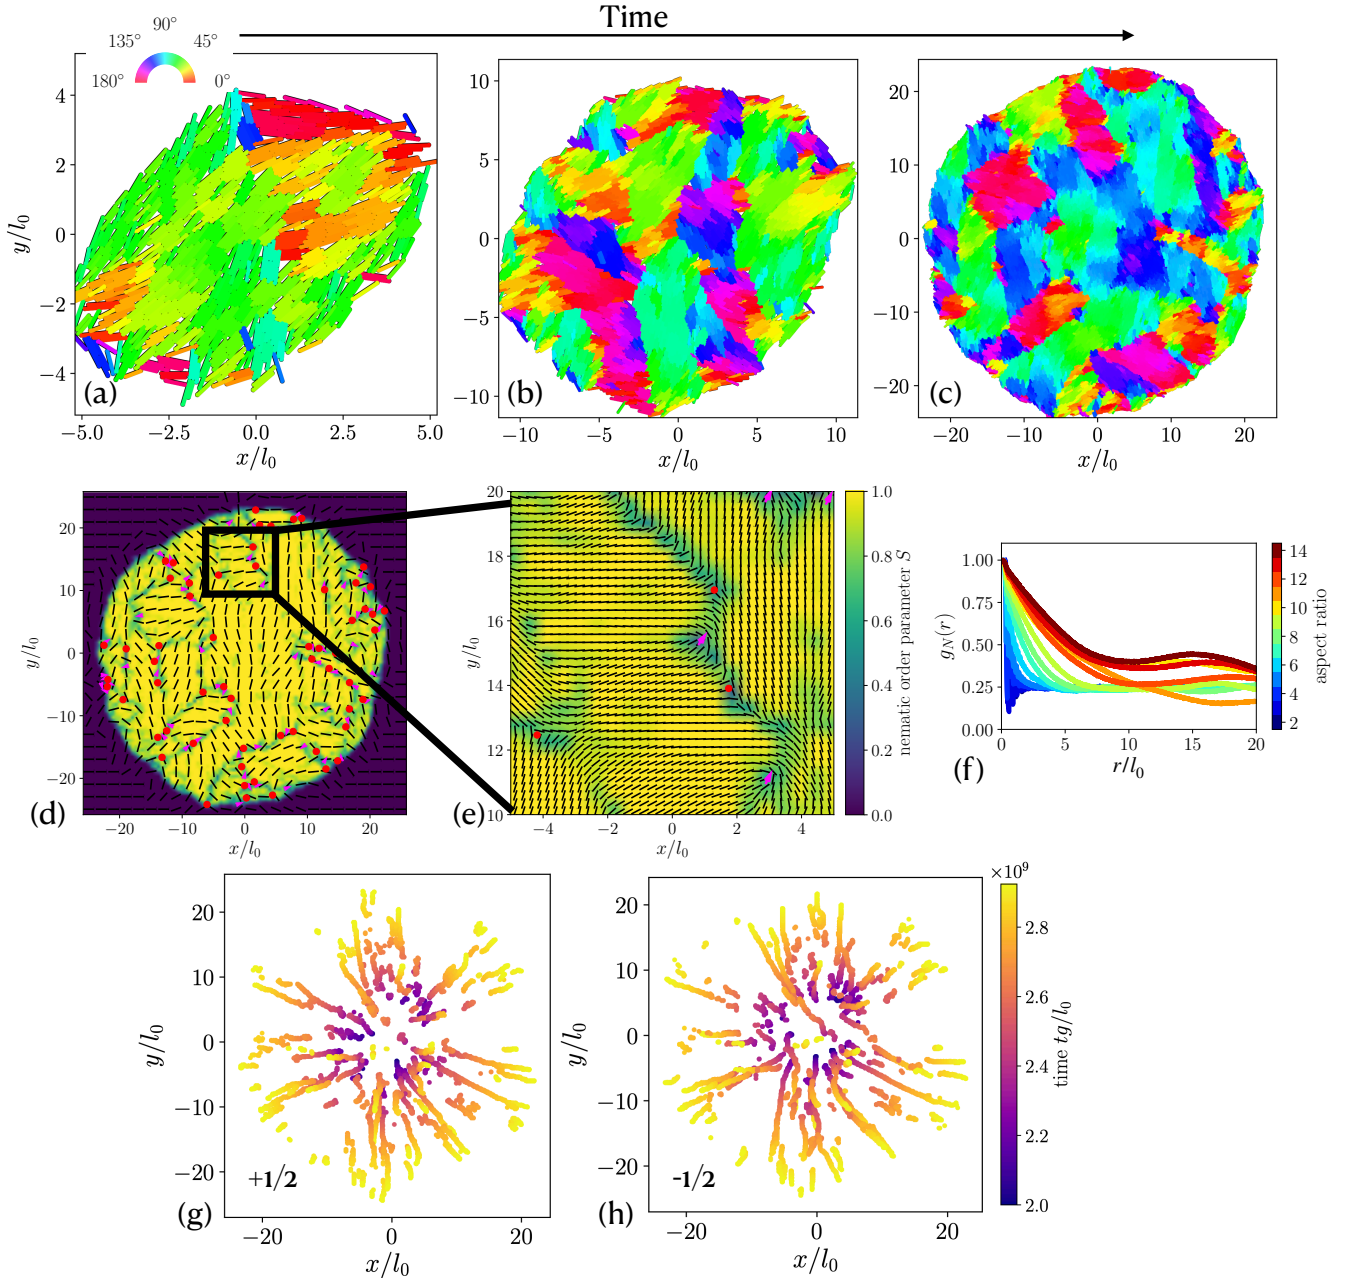 Time
90°
135° 45°
180° 0°
4
2
0
−2
−4
y/l₀
(a)
−5.0 −2.5 0.0 2.5 5.0
x/l₀
10
5
0
−5
−10
(b)
−10 −5 0 5 10
x/l₀
20
10
0
−10
−20
(c)
−20 −10 0 10 20
x/l₀
20
10
0
−10
−20
y/l₀
(d)
−20 −10 0 10 20
x/l₀
20
18
16
14
12
10
y/l₀
(e)
−4 −2 0 2 4
x/l₀
1.0
0.8
0.6
0.4
0.2
0.0
nematic order parameter S
1.00
0.75
0.50
0.25
0.00
g_N(r)
(f)
0 5 10 15 20
r/l₀
14
12
10
8
6
4
2
aspect ratio
20
10
0
−10
−20
y/l₀
+1/2
(g)
−20 0 20
x/l₀
20
10
0
−10
−20
y/l₀
-1/2
(h)
−20 0 20
x/l₀
×10⁹
2.8
2.6
2.4
2.2
2.0
time tg/l₀